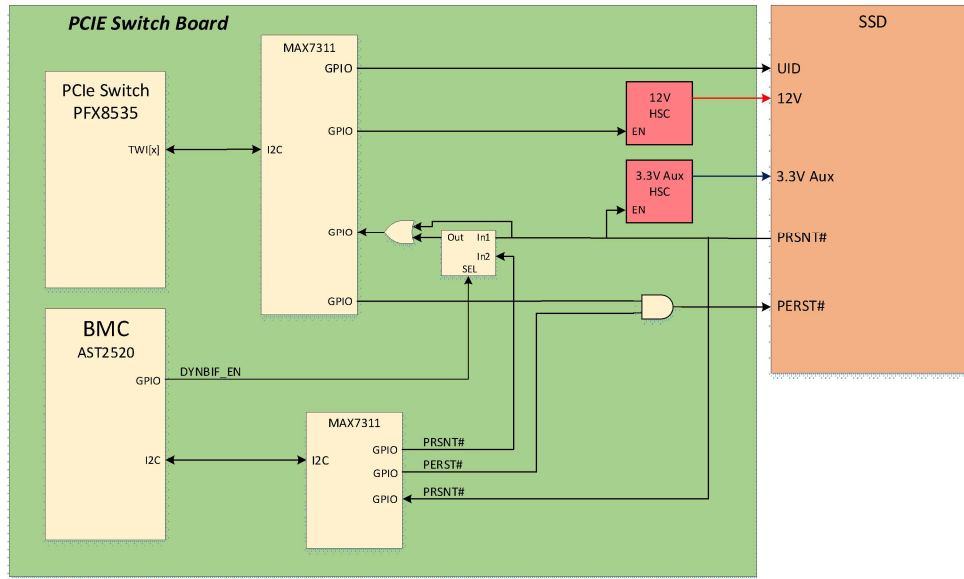 PCIE Switch Board
SSD
MAX7311
GPIO
UID
PCIe Switch
PFX8535
12V
HSC
EN
12V
GPIO
TWI[x]
I2C
3.3V Aux
HSC
EN
3.3V Aux
GPIO
Out
In1
PRSNT#
In2
SEL
GPIO
PERST#
BMC
AST2520
GPIO
DYNBIF_EN
MAX7311
GPIO
PRSNT#
I2C
I2C
GPIO
PERST#
GPIO
PRSNT#